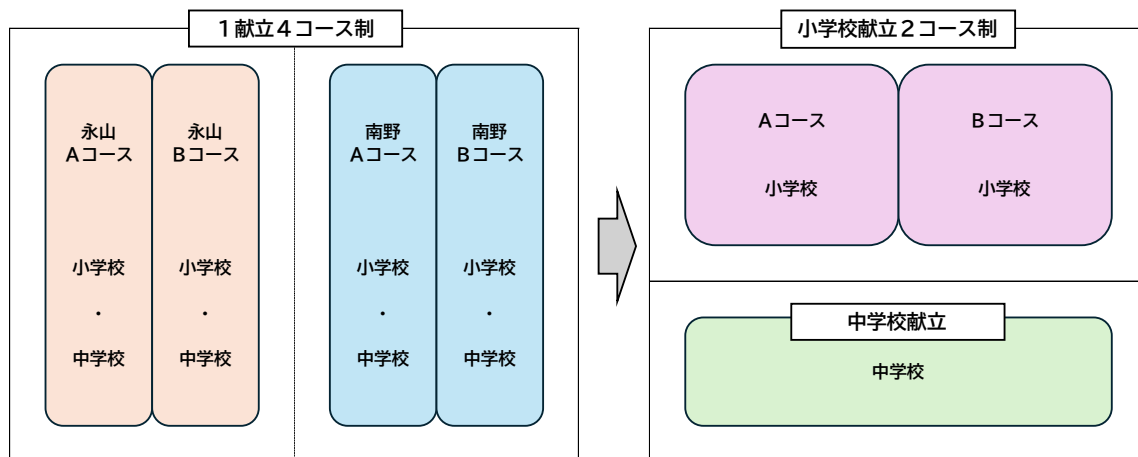 １献立４コース制
永山
Aコース
小学校
・
中学校
永山
Bコース
小学校
・
中学校
南野
Aコース
小学校
・
中学校
南野
Bコース
小学校
・
中学校
小学校献立２コース制
Aコース
小学校
Bコース
小学校
中学校献立
中学校